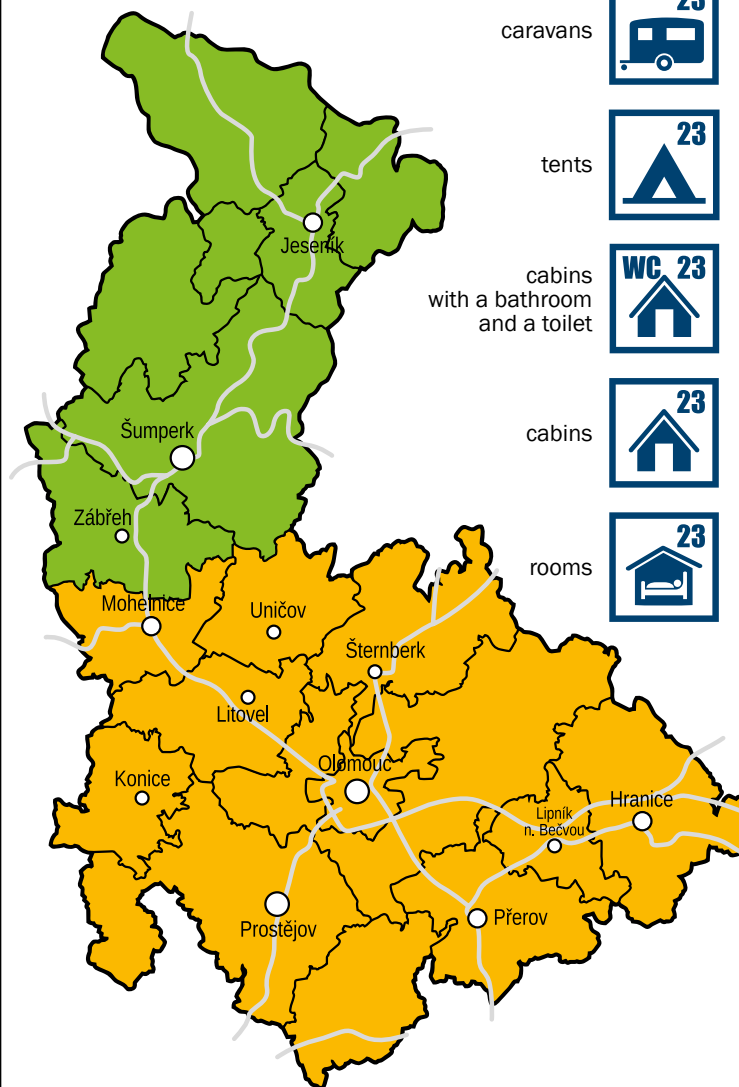 23
caravans
23
tents
WC 23
cabins
with a bathroom
and a toilet
23
cabins
23
rooms
Jeseník
Šumperk
Zábřeh
Mohelnice
Uničov
Šternberk
Litovel
Olomouc
Konice
Lipník
n. Bečvou
Hranice
Prostějov
Přerov